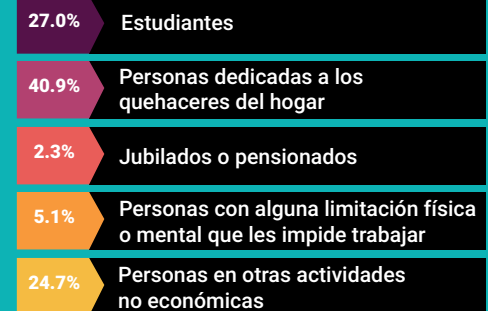 27.0% Estudiantes
40.9% Personas dedicadas a los
quehaceres del hogar
2.3% Jubilados o pensionados
5.1% Personas con alguna limitación física
o mental que les impide trabajar
24.7% Personas en otras actividades
no económicas